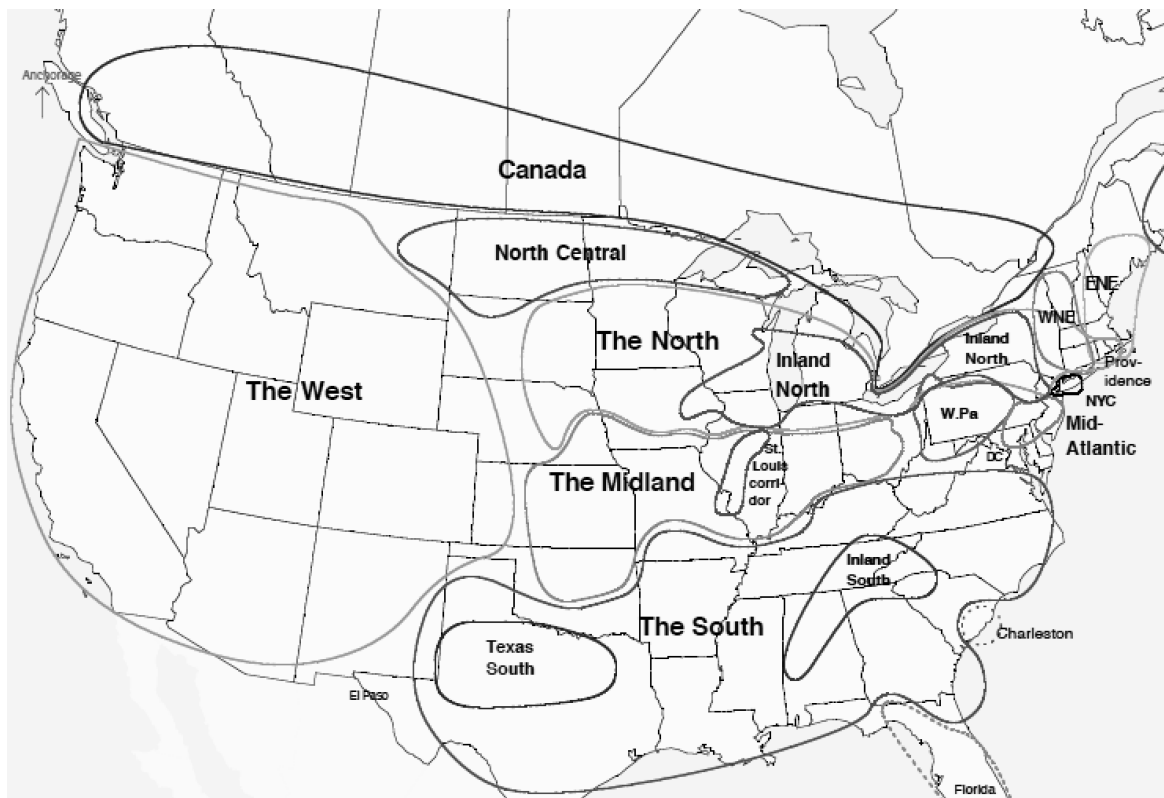 Anchorage
Canada
North Central
ENE
WNE
The North
Inland
North
Inland
North
Prov-
idence
The West
NYC
W.Pa
Mid-
Atlantic
DC
St.
Louis
corri-
dor
The Midland
Inland
South
The South
Charleston
Texas
South
El Paso
Florida